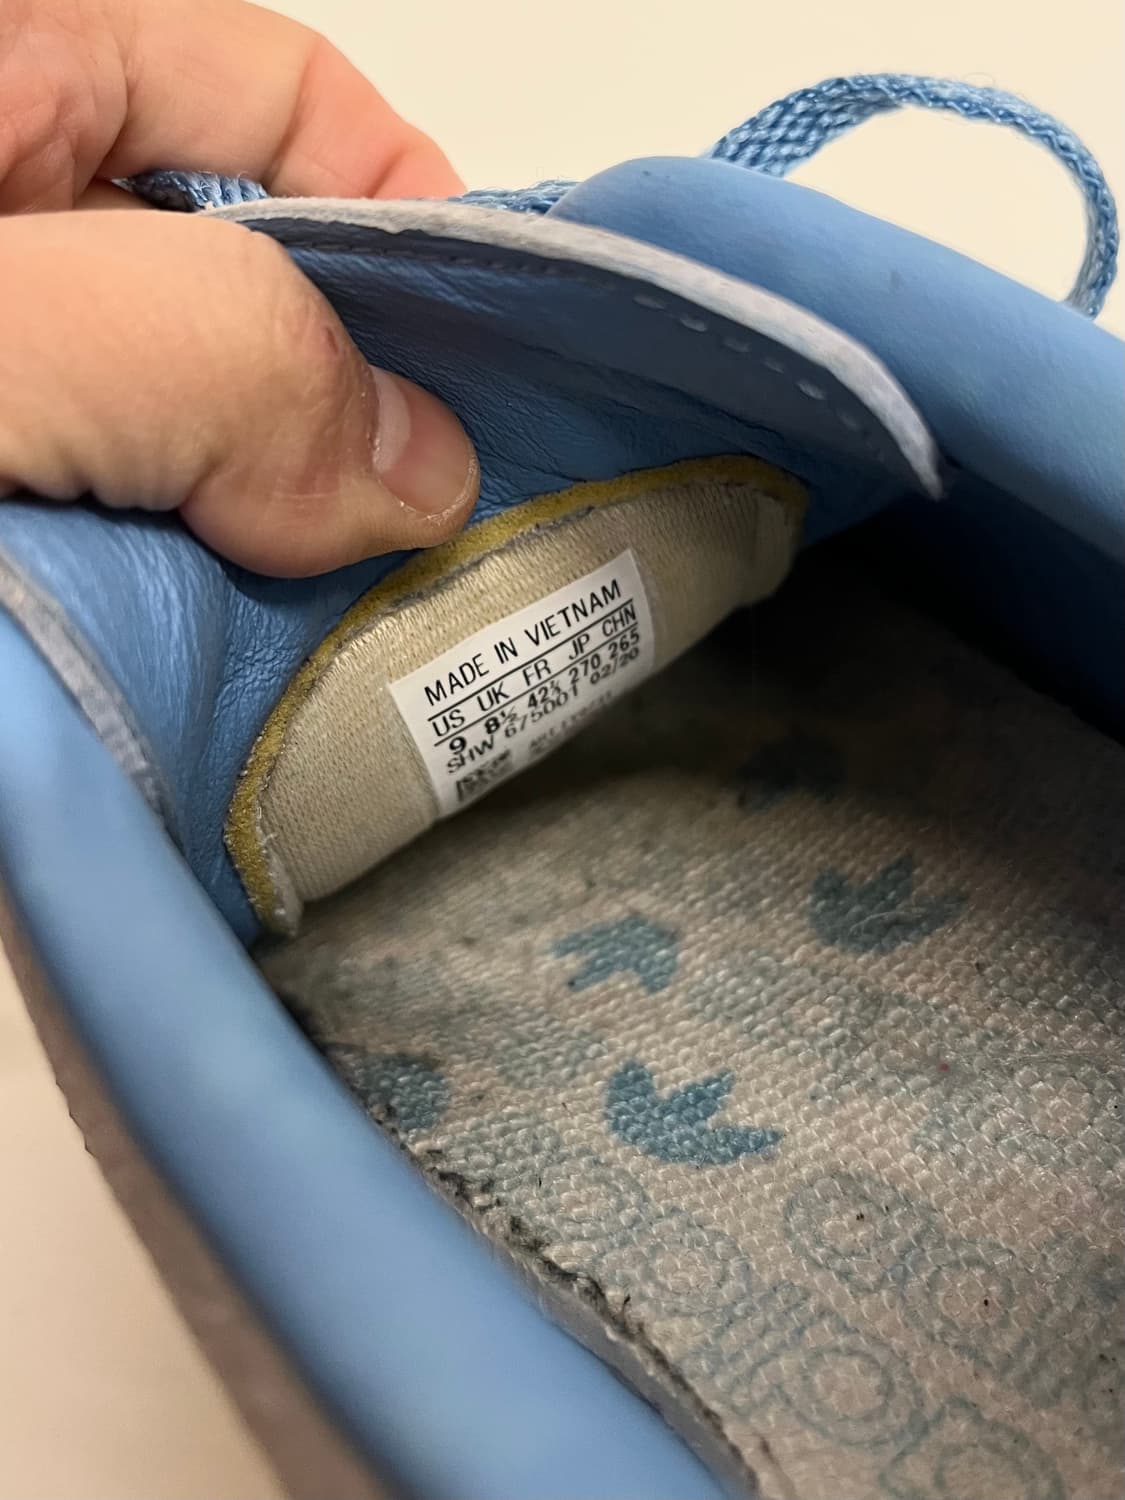 MADE IN VIETNAM
US UK FR JP CHN
9 8½ 42⅔ 270 265
SHW 675001 02/20